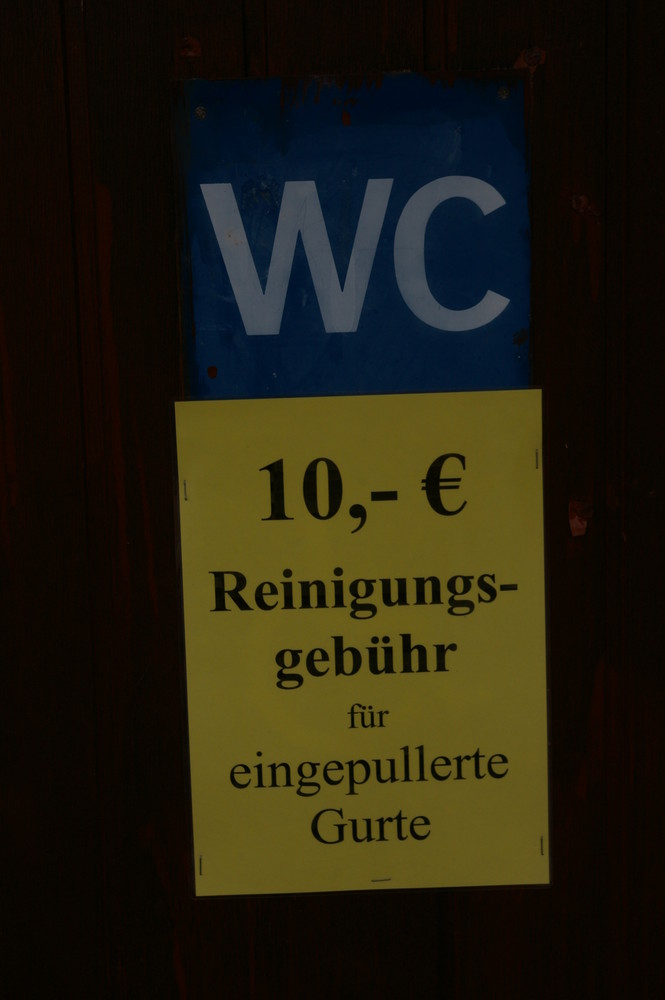 WC
10,- €
Reinigungs-
gebühr
für
eingepullerte
Gurte